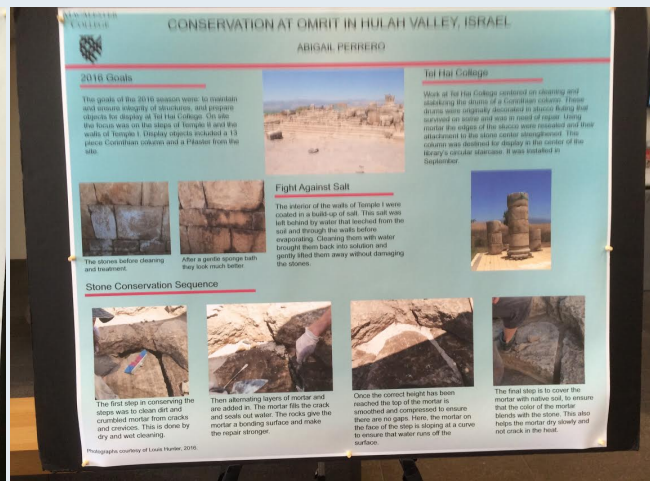 MACALESTER
COLLEGE
CONSERVATION AT OMRIT IN HULAH VALLEY, ISRAEL
ABIGAIL PERRERO
2016 Goals
The goals of the 2016 season were: to maintain
and ensure integrity of structures, and prepare
objects for display at Tel Hai College. On site
the focus was on the steps of Temple II and the
walls of Temple I. Display objects included a 13
piece Corinthian column and a Pilaster from the
site.
Tel Hai College
Work at Tel Hai College centered on cleaning and
stabilizing the drums of a Corinthian column. These
drums were originally decorated in stucco fluting that
survived on some and was in need of repair. Using
mortar the edges of the stucco were resealed and their
attachment to the stone center strengthened. This
column was destined for display in the center of the
library's circular staircase. It was installed in
September.
The stones before cleaning
and treatment.
After a gentle sponge bath
they look much better.
Fight Against Salt
The interior of the walls of Temple I were
coated in a build-up of salt. This salt was
left behind by water that leeched from the
soil and through the walls before
evaporating. Cleaning them with water
brought them back into solution and
gently lifted them away without damaging
the stones.
Stone Conservation Sequence
The first step in conserving the
steps was to clean dirt and
crumbled mortar from cracks
and crevices. This is done by
dry and wet cleaning.
Then alternating layers of mortar and
are added in. The mortar fills the crack
and seals out water. The rocks give the
mortar a bonding surface and make
the repair stronger.
Once the correct height has been
reached the top of the mortar is
smoothed and compressed to ensure
there are no gaps. Here on
the face of the step is sloping at a curve
to ensure that water runs off the
surface.
The final step is to cover the
mortar with native soil, to ensure
that the color of the mortar
blends with the stone. This also
helps the mortar dry slowly and
not crack in the heat.
Photographs courtesy of Louis Hunter, 2016.